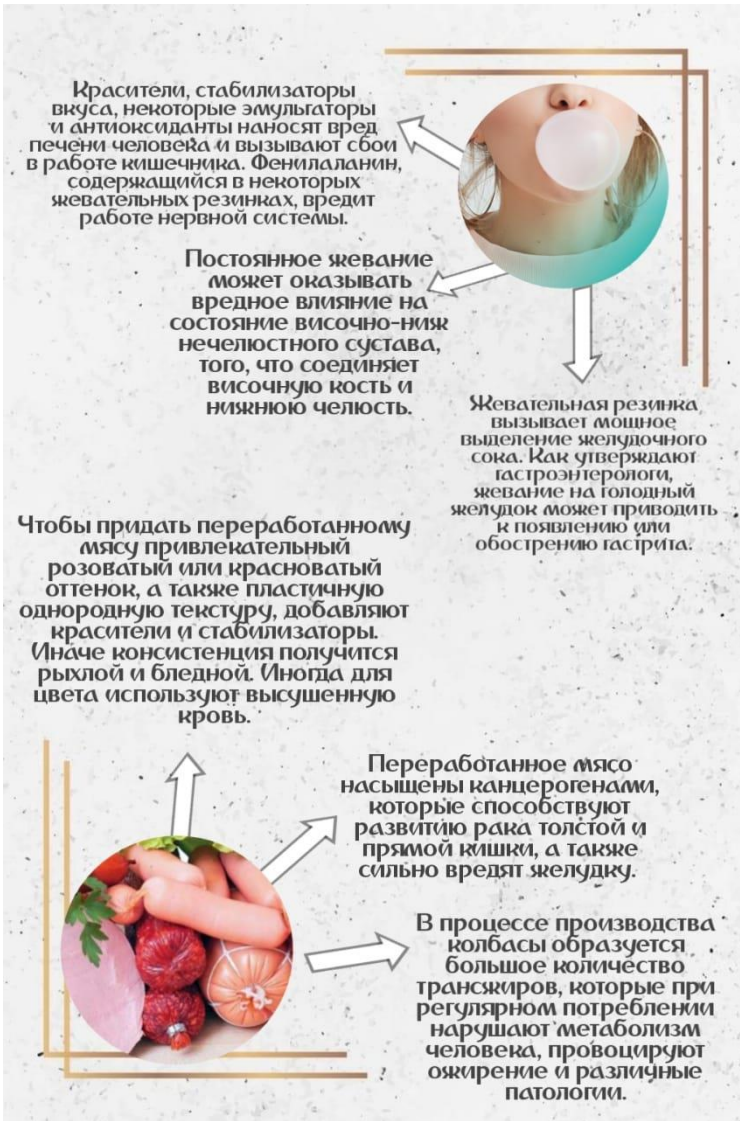 Красители, стабилизаторы
вкуса, некоторые эмульгаторы
и антиоксиданты наносят вред
печени человека и вызывают сбои
в работе кишечника. Фенилаланин,
содержащийся в некоторых
жевательных резинках, вредит
работе нервной системы.
Постоянное жевание
может оказывать
вредное влияние на
состояние височно-ниж
нечелюстного сустава,
того, что соединяет
височную кость и
нижнюю челюсть.
Жевательная резинка
вызывает мощное
выделение желудочного
сока. Как утверждают
гастроэнтерологи,
жевание на голодный
желудок может приводить
к появлению или
обострению гастрита.
Чтобы придать переработанному
мясу привлекательный
розоватый или красноватый
оттенок, а также пластичную
однородную текстуру, добавляют
красители и стабилизаторы.
Иначе консистенция получится
рыхлой и бледной. Иногда для
цвета используют высушенную
кровь.
Переработанное мясо
насыщены канцерогенами,
которые способствуют
развитию рака толстой и
прямой кишки, а также
сильно вредят желудку.
В процессе производства
колбасы образуется
большое количество
трансжиров, которые при
регулярном потреблении
нарушают метаболизм
человека, провоцируют
ожирение и различные
патологии.